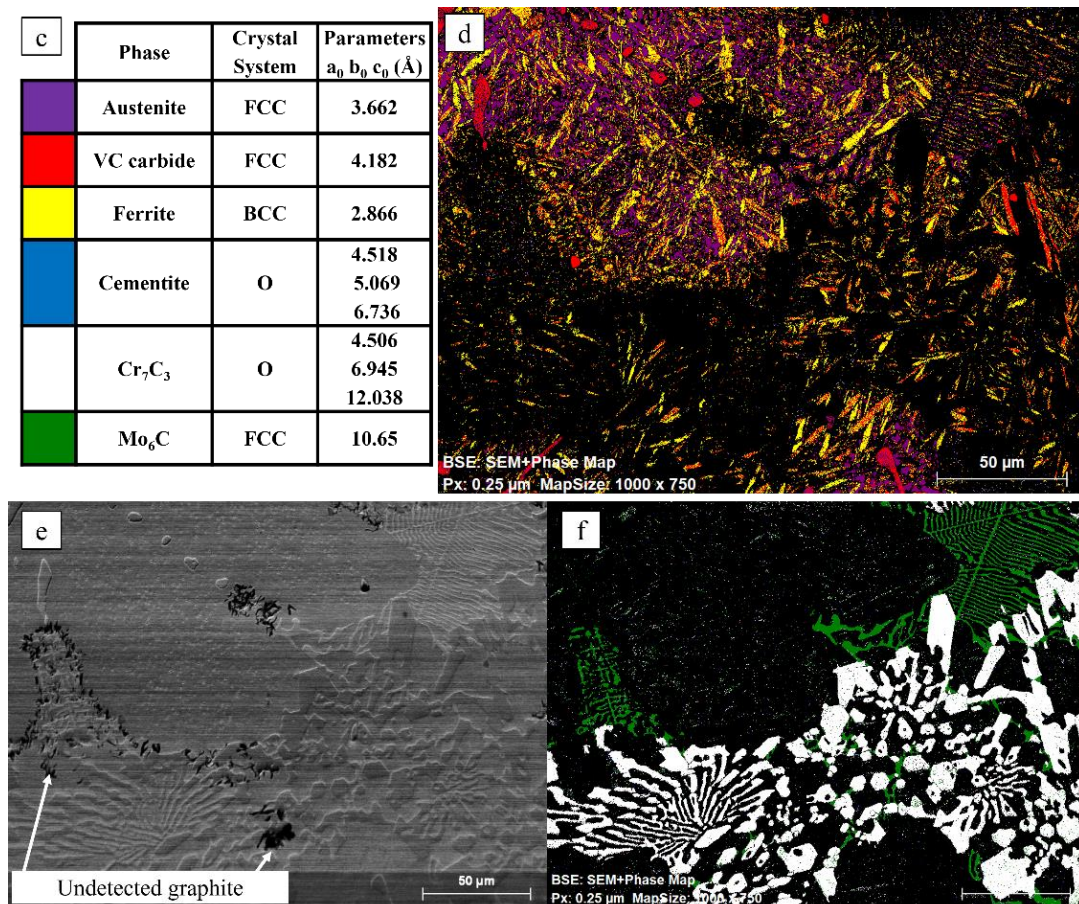 c
Phase Crystal System Parameters a₀ b₀ c₀ (Å)
Austenite FCC 3.662
VC carbide FCC 4.182
Ferrite BCC 2.866
Cementite O 4.518 5.069 6.736
Cr₇C₃ O 4.506 6.945 12.038
Mo₆C FCC 10.65
d
BSE: SEM+Phase Map
Px: 0.25 µm MapSize: 1000 x 750
50 µm
e
Undetected graphite
50 µm
f
BSE: SEM+Phase Map
Px: 0.25 µm MapSize: 1000 x 750